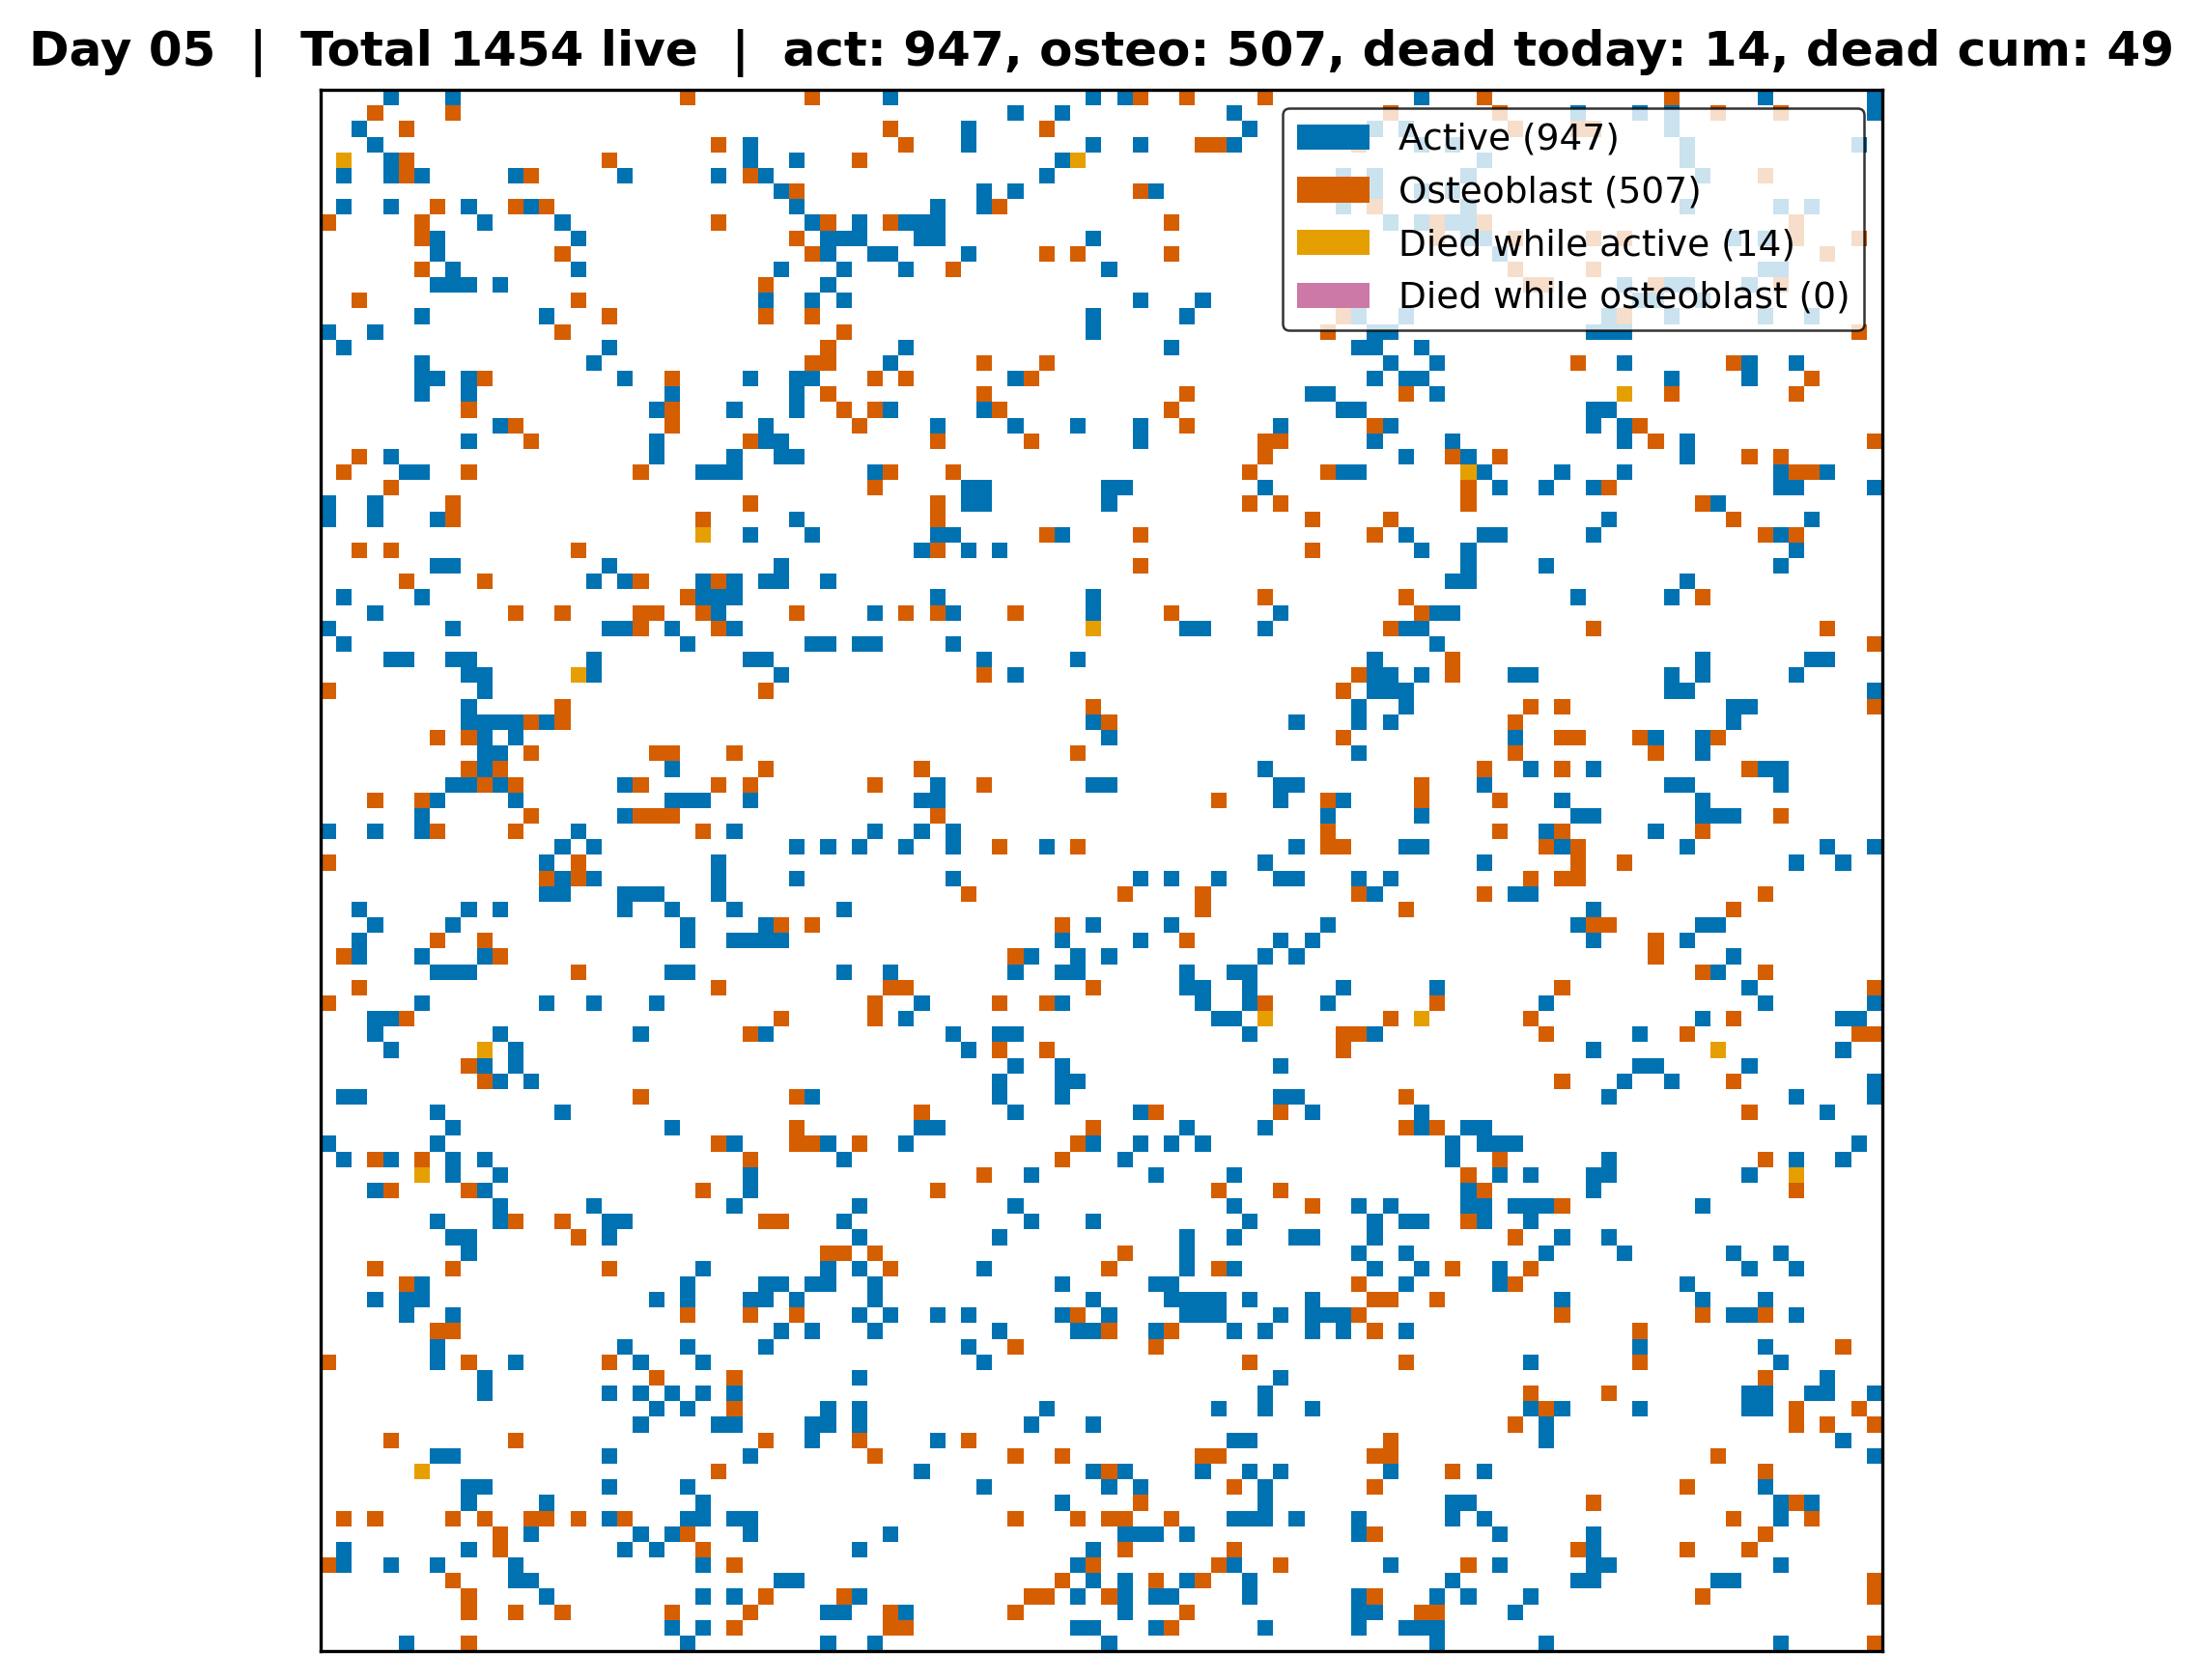 Day 05 | Total 1454 live | act: 947, osteo: 507, dead today: 14, dead cum: 49
Active (947)
Osteoblast (507)
Died while active (14)
Died while osteoblast (0)